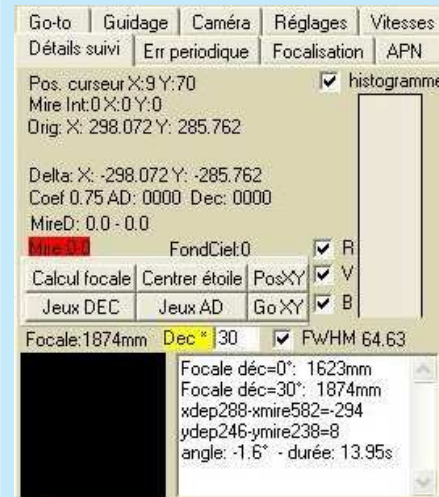 Go-to Guidage Caméra Réglages Vitesses
Détails suivi Err periodique Focalisation APN
Pos. curseur X:9 Y:70 histogramme
Mire Int:0 X:0 Y:0
Orig: X: 298.072 Y: 285.762
Delta: X: -298.072 Y: -285.762
Coef 0.75 AD: 0000 Dec: 0000
MireD: 0.0 - 0.0
Mire:0.0 FondCiel:0 R
Calcul focale Centrer étoile PosXY V
Jeux DEC Jeux AD Go XY B
Focale:1874mm Dec ° 30 FWHM 64.63
Focale déc=0°: 1623mm
Focale déc=30°: 1874mm
xdep288-xmire582=-294
ydep246-ymire238=8
angle: -1.6° - durée: 13.95s